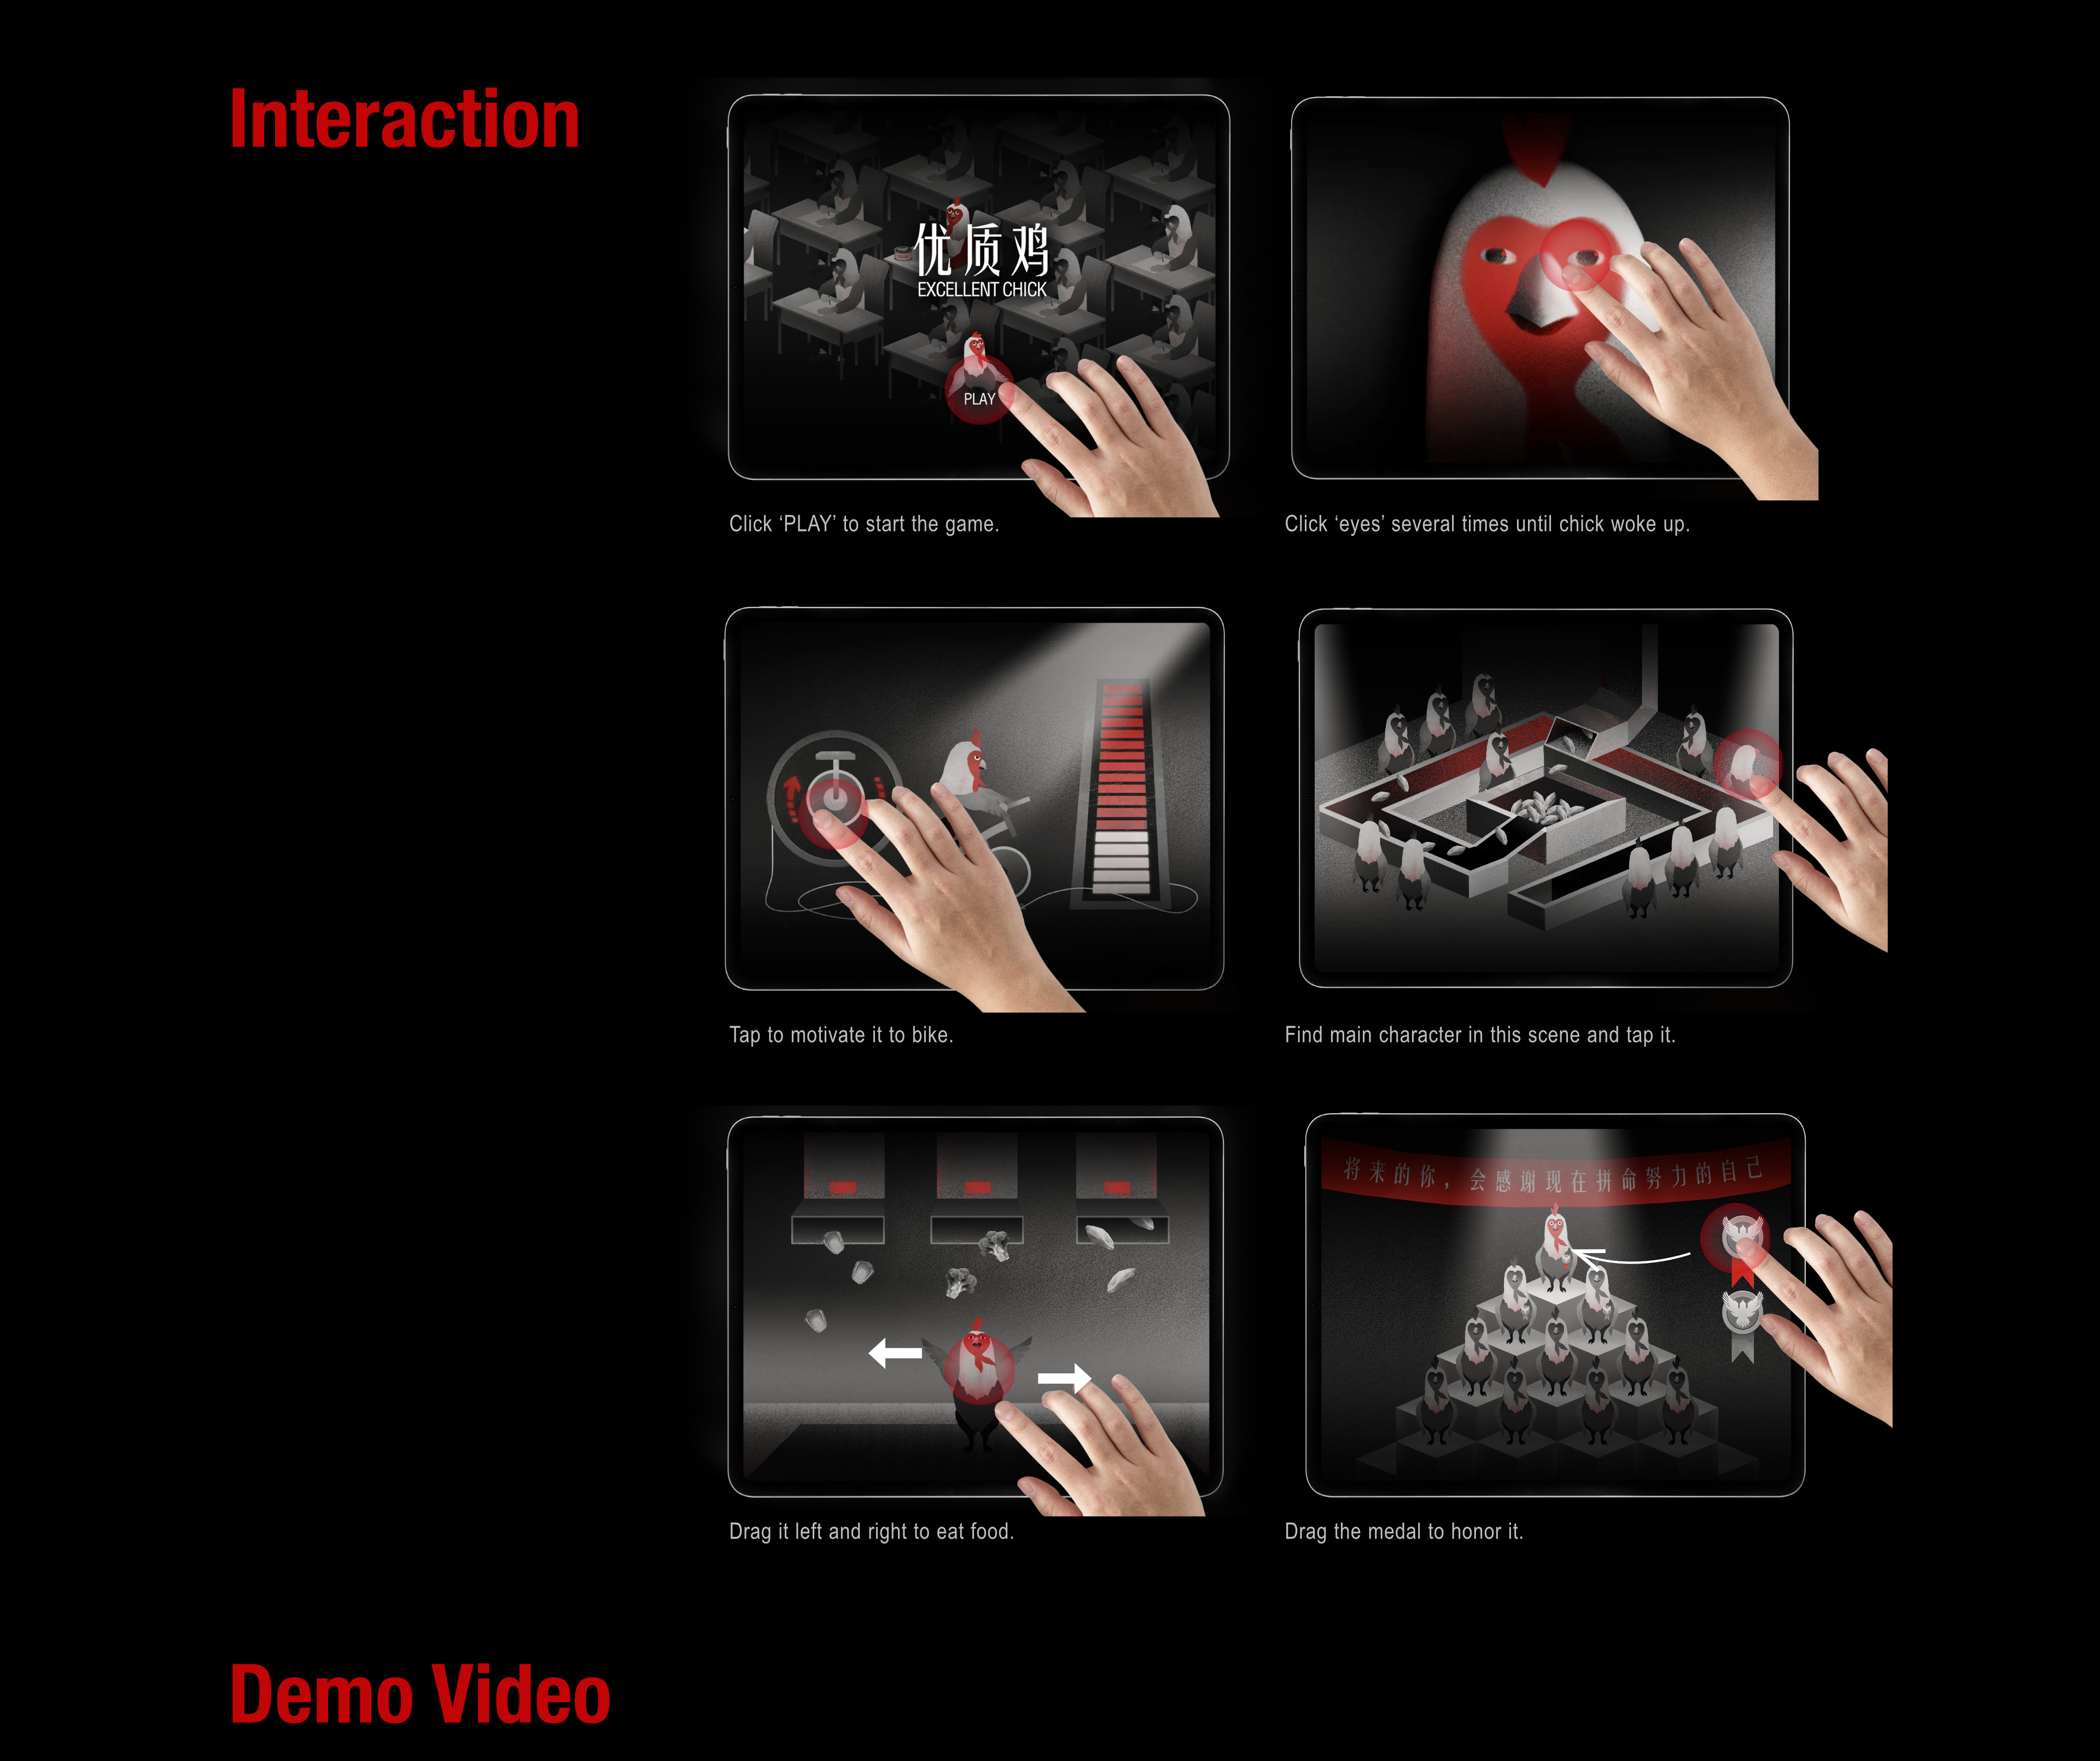 Interaction
优质鸡
EXCELLENT CHICK
PLAY
Click ‘PLAY’ to start the game.
Click ‘eyes’ several times until chick woke up.
Tap to motivate it to bike.
Find main character in this scene and tap it.
将来的你，会感谢现在拼命努力的自己
Drag it left and right to eat food.
Drag the medal to honor it.
Demo Video